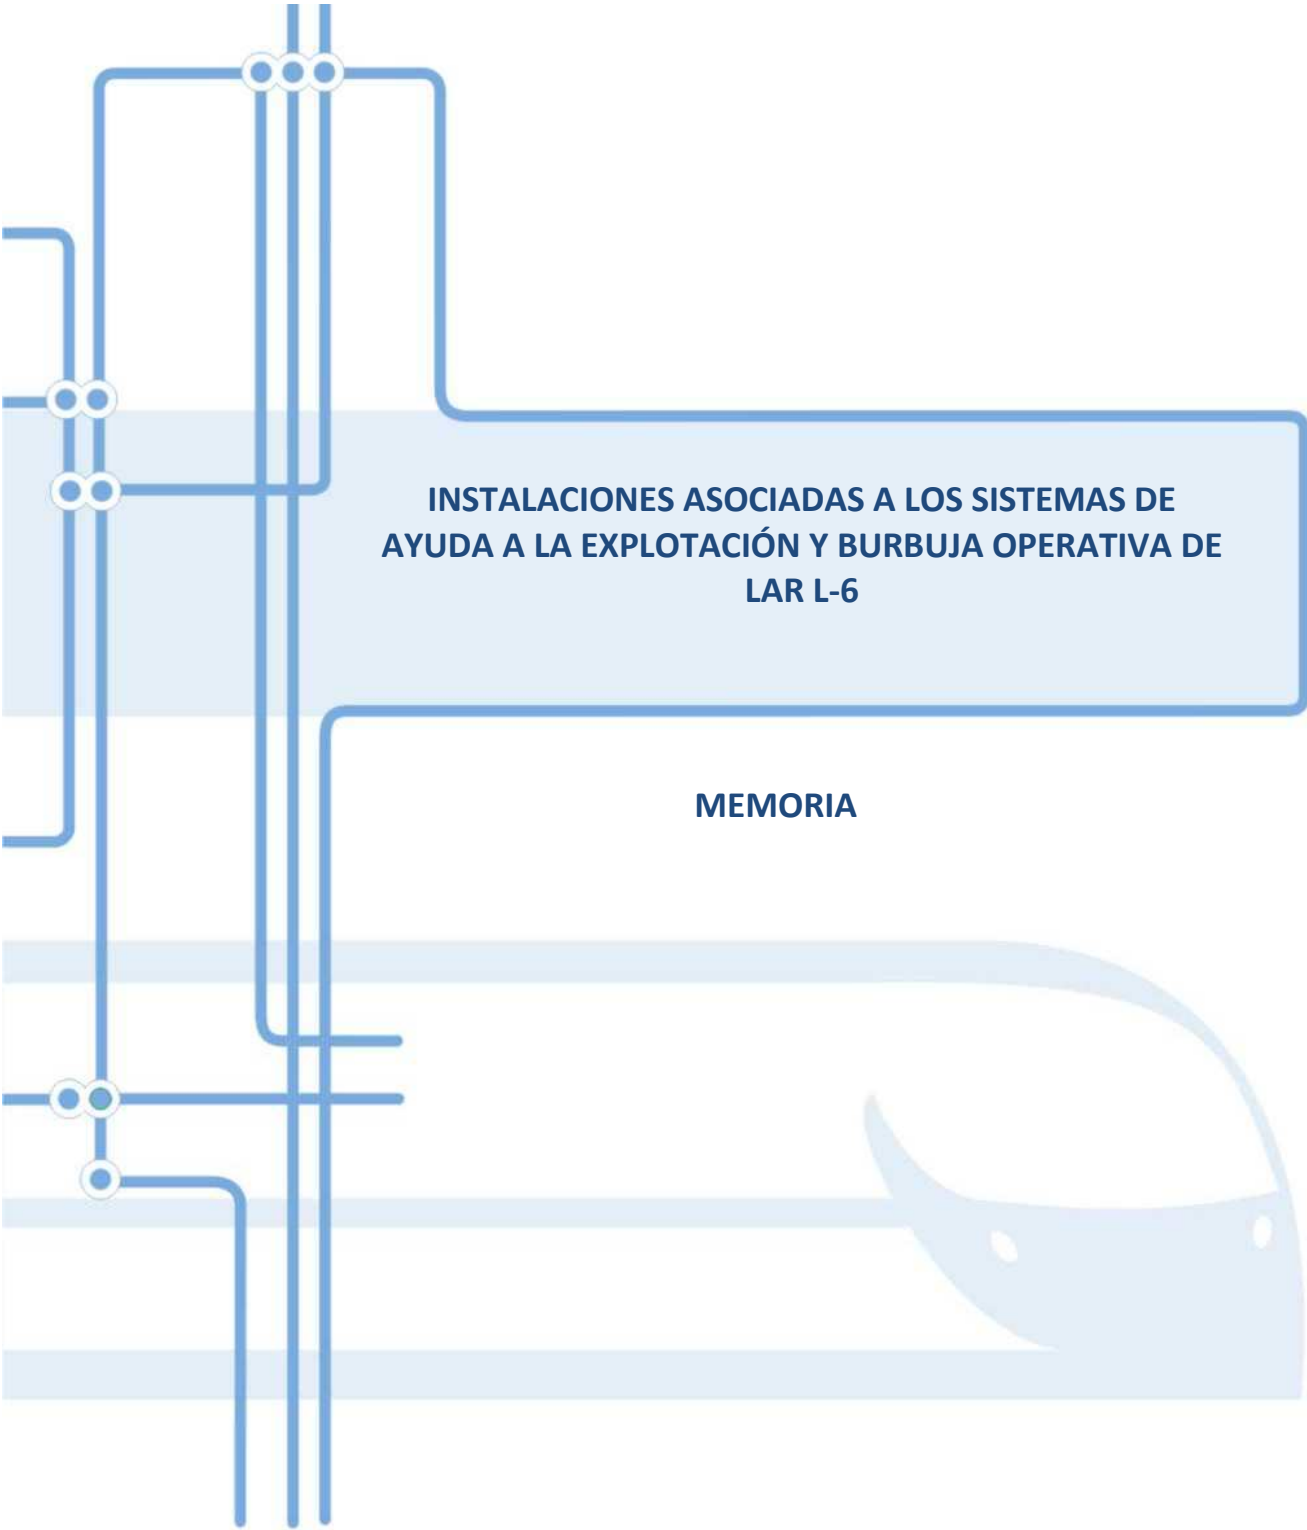 INSTALACIONES ASOCIADAS A LOS SISTEMAS DE
AYUDA A LA EXPLOTACIÓN Y BURBUJA OPERATIVA DE
LAR L-6
MEMORIA